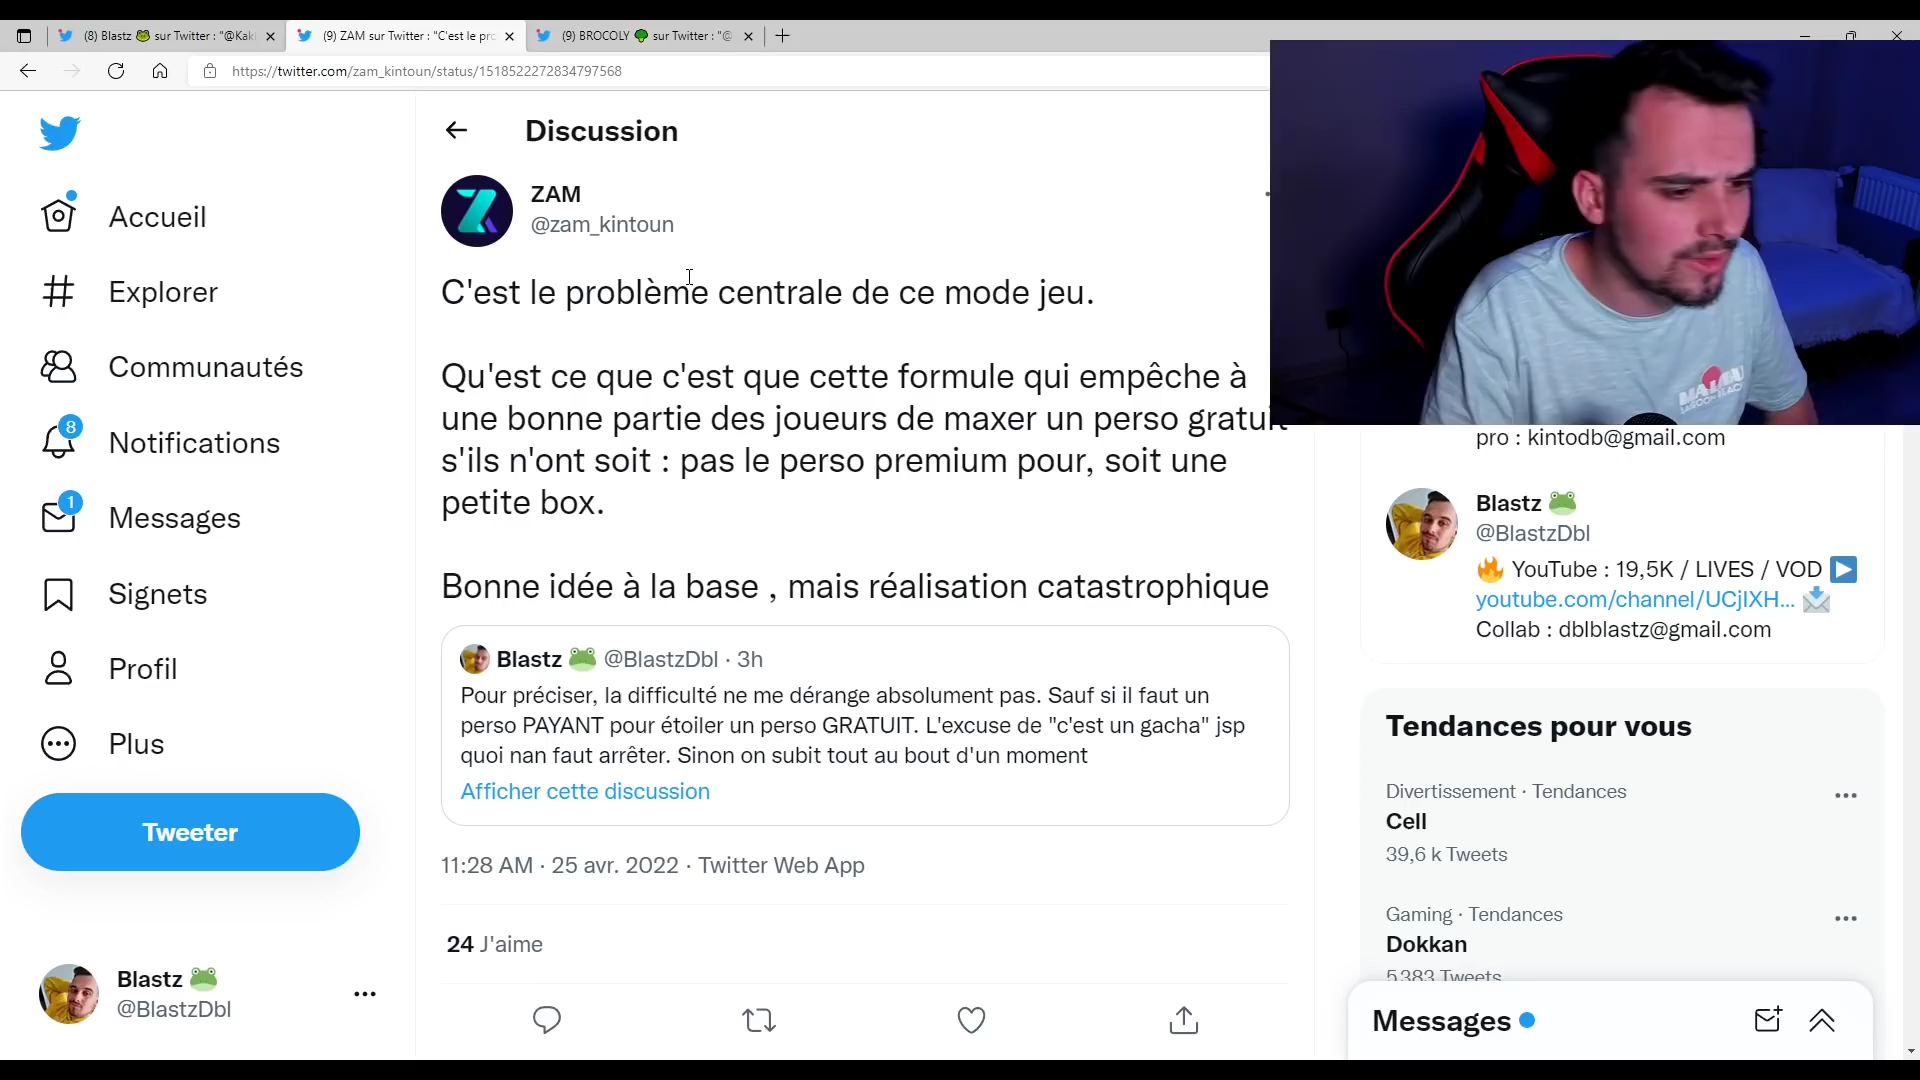 (8) Blastz 🐸 sur Twitter : "@Kak
(9) ZAM sur Twitter : "C'est le pro
(9) BROCOLY 🥦 sur Twitter : "@
https://twitter.com/zam_kintoun/status/1518522272834797568
Accueil
Explorer
Communautés
8
Notifications
1
Messages
Signets
Profil
Plus
Tweeter
Blastz 🐸
@BlastzDbl
Discussion
ZAM
@zam_kintoun
C'est le problème centrale de ce mode jeu.
Qu'est ce que c'est que cette formule qui empêche à
une bonne partie des joueurs de maxer un perso gratuit
s'ils n'ont soit : pas le perso premium pour, soit une
petite box.
Bonne idée à la base , mais réalisation catastrophique
Blastz 🐸 @BlastzDbl · 3h
Pour préciser, la difficulté ne me dérange absolument pas. Sauf si il faut un
perso PAYANT pour étoiler un perso GRATUIT. L'excuse de "c'est un gacha" jsp
quoi nan faut arrêter. Sinon on subit tout au bout d'un moment
Afficher cette discussion
11:28 AM · 25 avr. 2022 · Twitter Web App
24 J'aime
MALIBU
pro : kintodb@gmail.com
Blastz 🐸
@BlastzDbl
🔥 YouTube : 19,5K / LIVES / VOD ▶️
youtube.com/channel/UCjIXH... 📩
Collab : dblblastz@gmail.com
Tendances pour vous
Divertissement · Tendances
Cell
39,6 k Tweets
Gaming · Tendances
Dokkan
5 383 Tweets
Messages